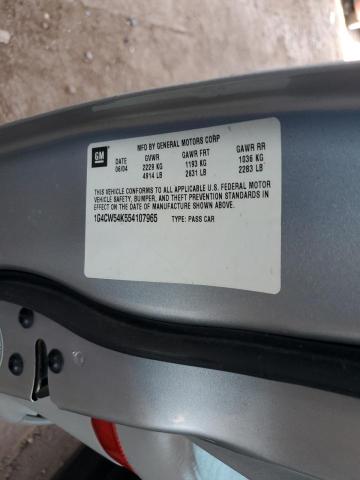 MFD BY GENERAL MOTORS CORP
GM DATE GVWR GAWR FRT GAWR RR
06/04 2229 KG 1193 KG 1036 KG
4914 LB 2631 LB 2283 LB
THIS VEHICLE CONFORMS TO ALL APPLICABLE U.S. FEDERAL MOTOR
VEHICLE SAFETY, BUMPER, AND THEFT PREVENTION STANDARDS
IN EFFECT ON THE DATE OF MANUFACTURE SHOWN ABOVE.
1G4CW54K554107965 TYPE: PASS CAR